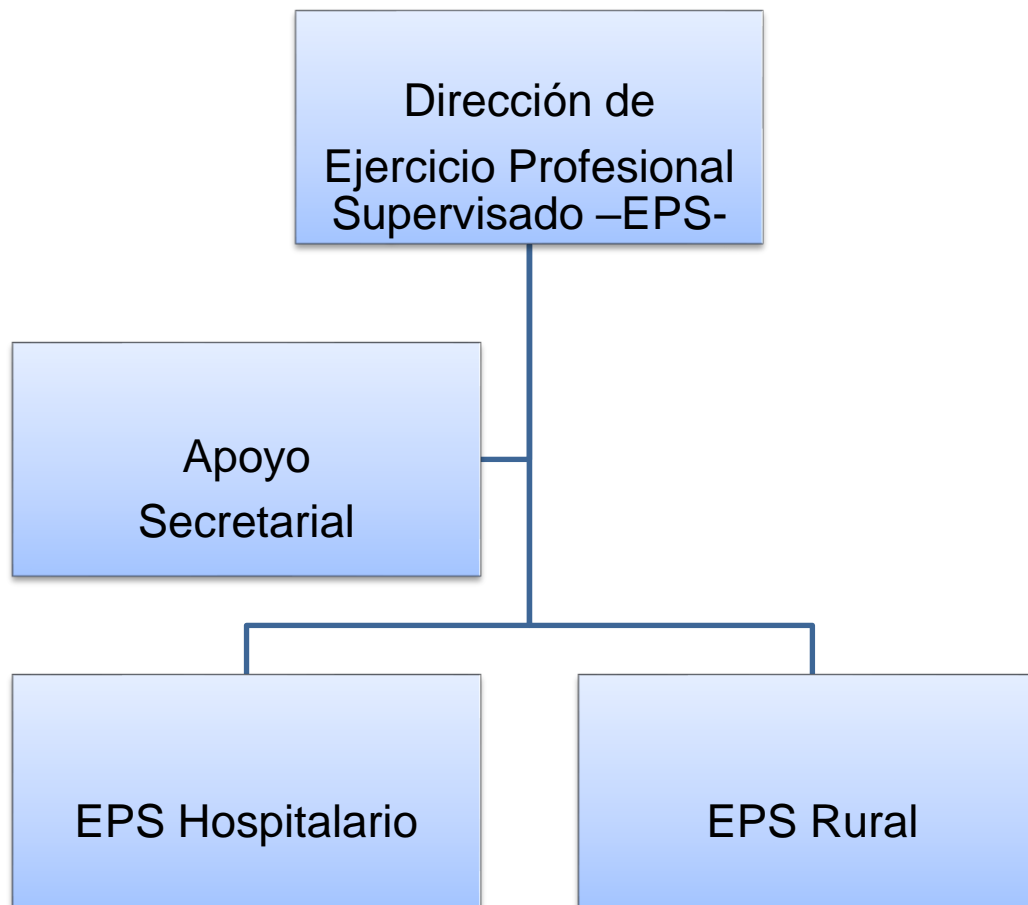 Dirección de
Ejercicio Profesional
Supervisado –EPS-
Apoyo
Secretarial
EPS Hospitalario
EPS Rural